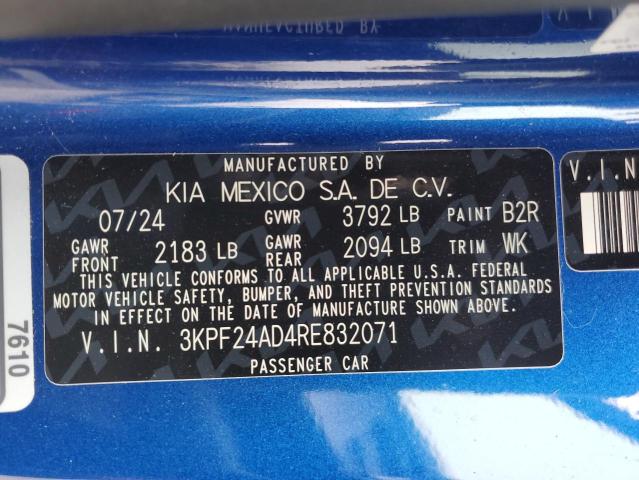 MANUFACTURED BY
KIA MEXICO S.A. DE C.V.
07/24 GVWR 3792 LB PAINT B2R
GAWR FRONT 2183 LB GAWR REAR 2094 LB TRIM WK
THIS VEHICLE CONFORMS TO ALL APPLICABLE U.S.A. FEDERAL
MOTOR VEHICLE SAFETY, BUMPER, AND THEFT PREVENTION STANDARDS
IN EFFECT ON THE DATE OF MANUFACTURE SHOWN ABOVE.
V.I.N. 3KPF24AD4RE832071
PASSENGER CAR
V.I.N
7610